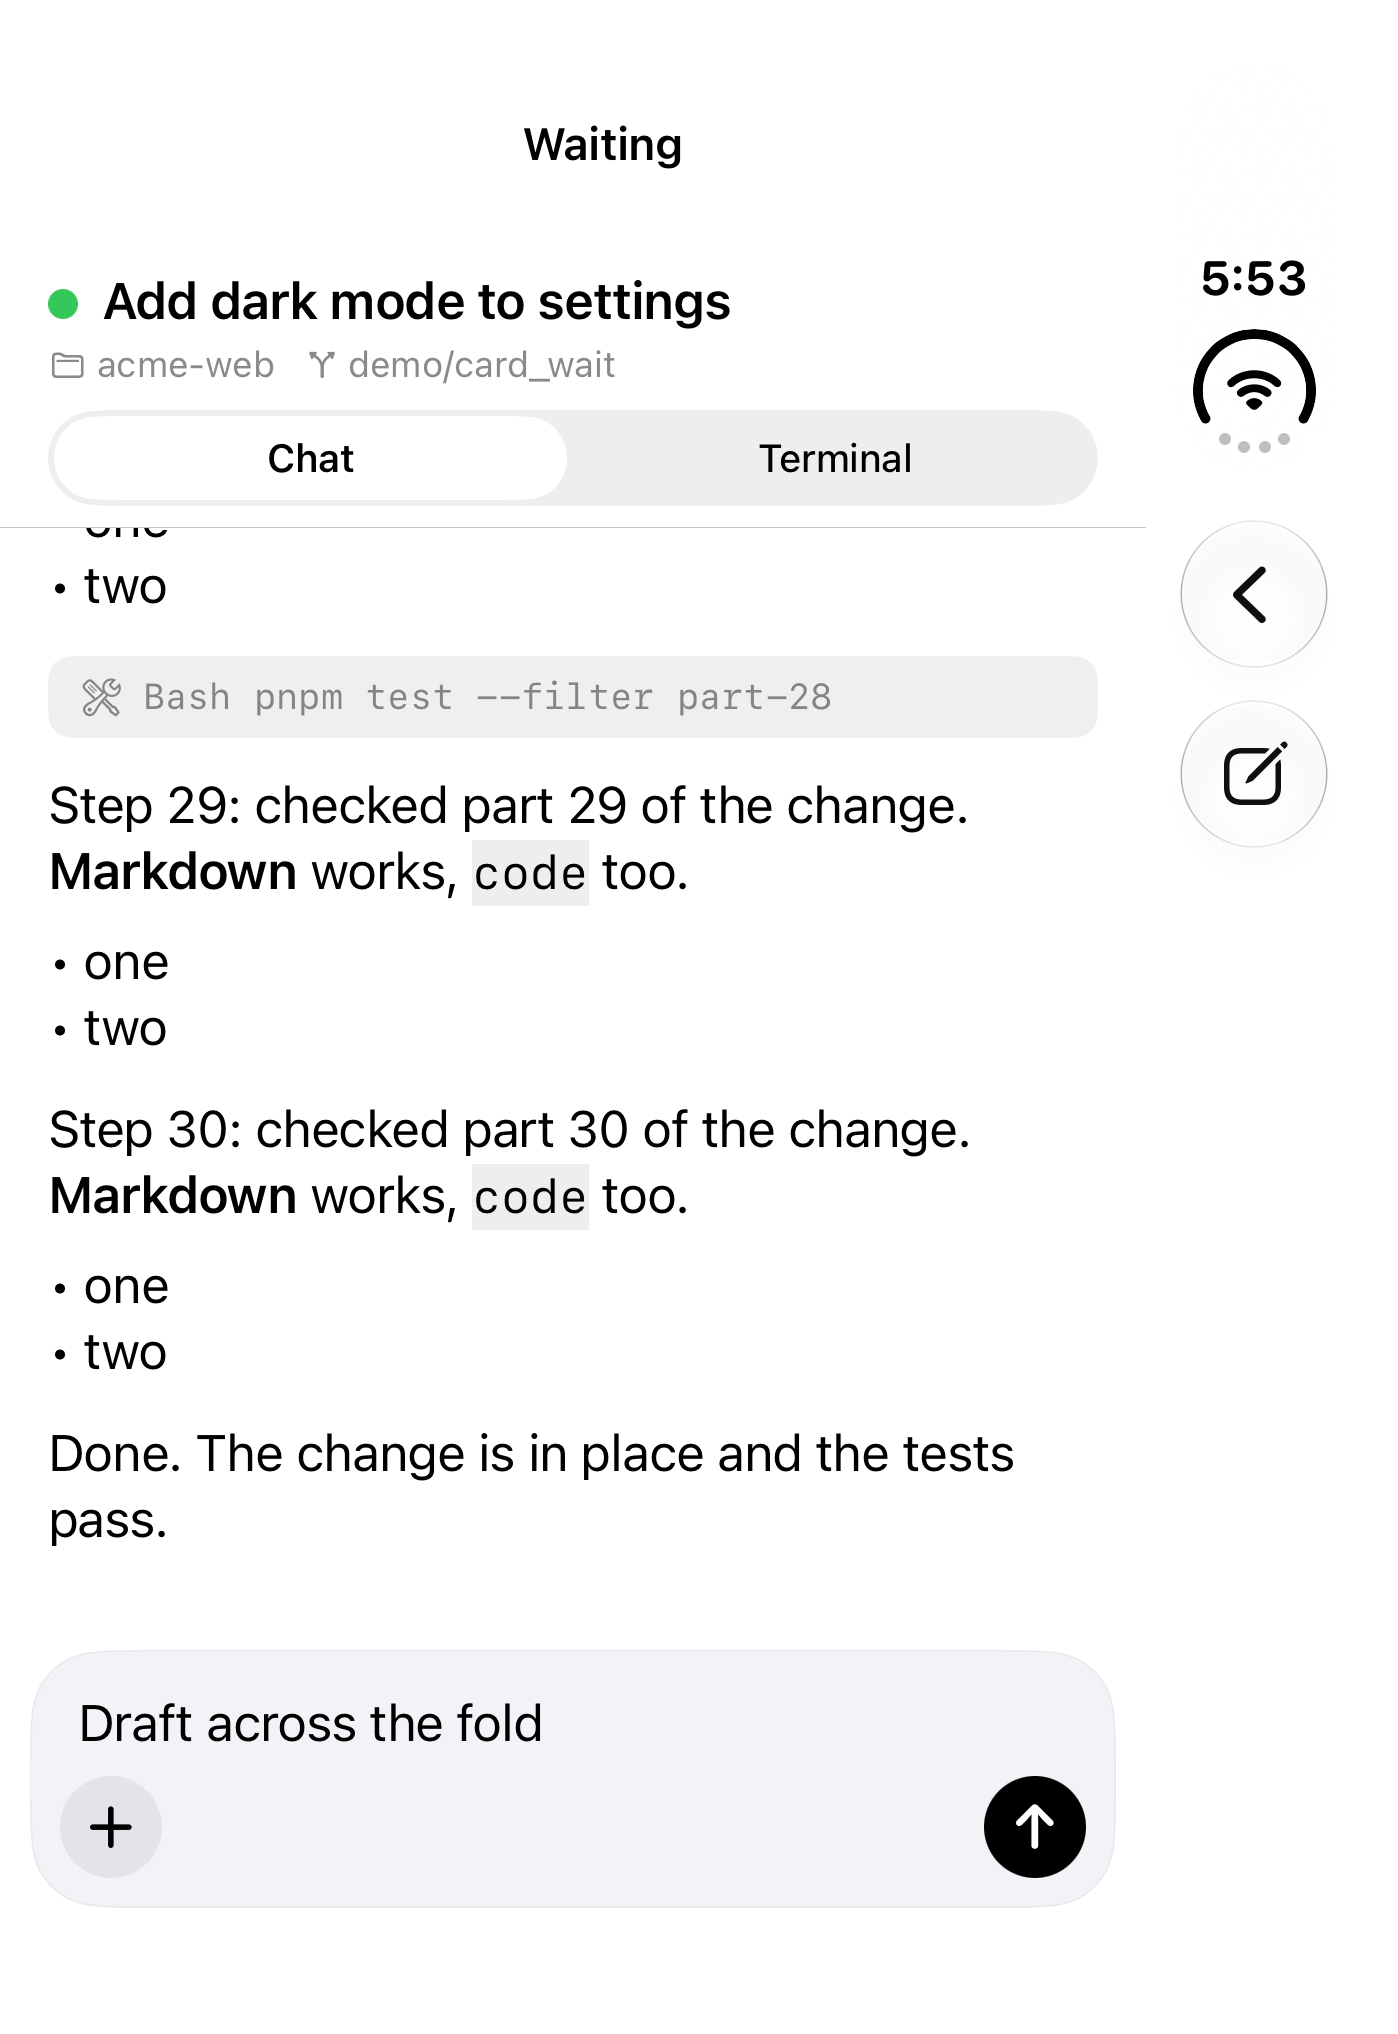 Waiting
5:53
Add dark mode to settings
acme-web demo/card_wait
Chat Terminal
one
• two
Bash pnpm test --filter part-28
Step 29: checked part 29 of the change.
Markdown works, code too.
• one
• two
Step 30: checked part 30 of the change.
Markdown works, code too.
• one
• two
Done. The change is in place and the tests
pass.
Draft across the fold